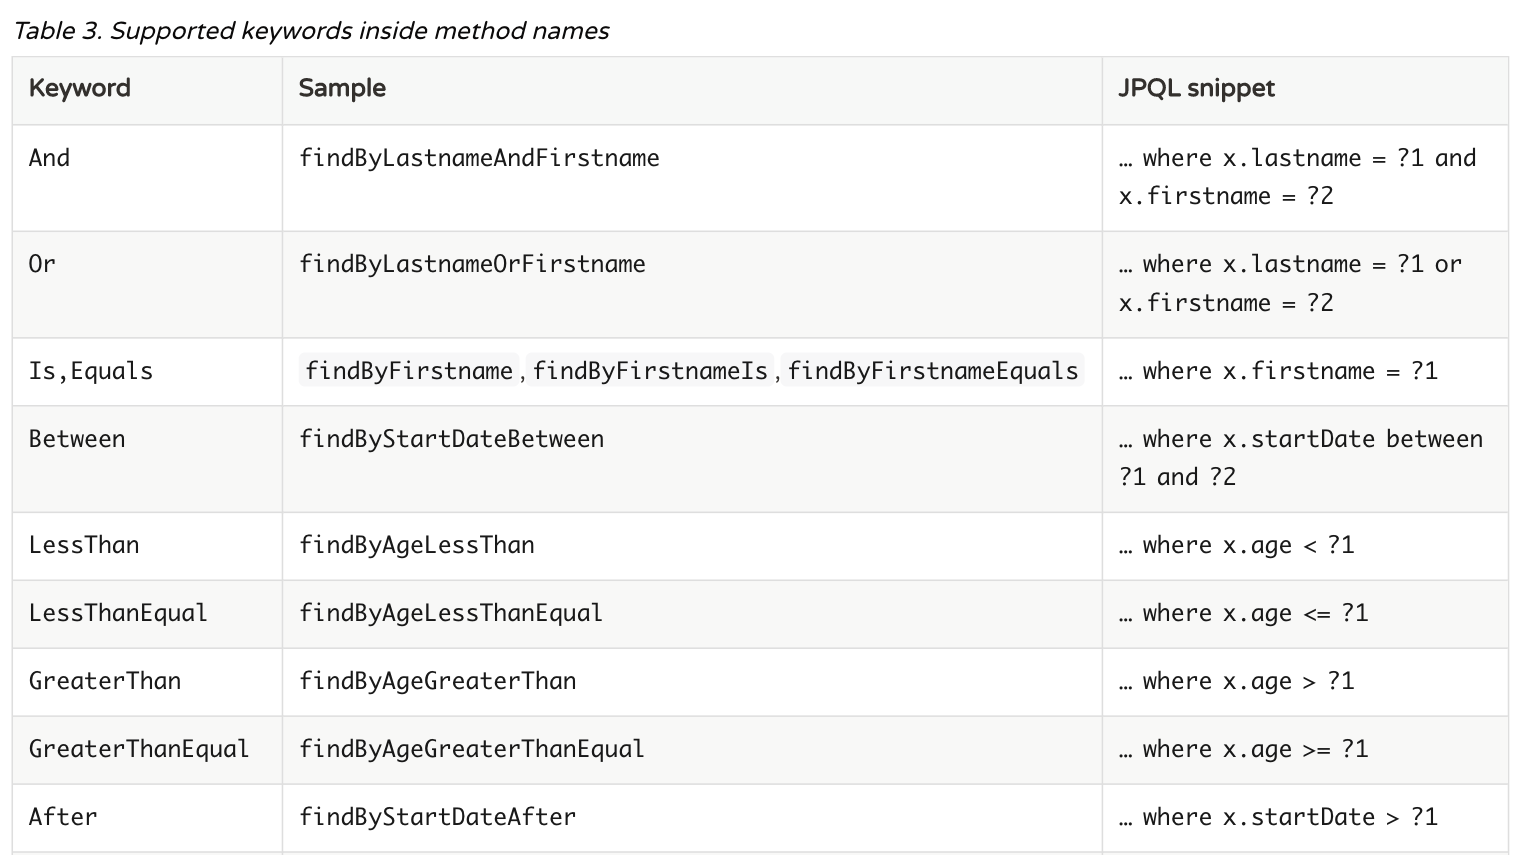 Table 3. Supported keywords inside method names
Keyword Sample JPQL snippet
And findByLastnameAndFirstname … where x.lastname = ?1 and
x.firstname = ?2
Or findByLastnameOrFirstname … where x.lastname = ?1 or
x.firstname = ?2
Is,Equals findByFirstname,findByFirstnameIs,findByFirstnameEquals … where x.firstname = ?1
Between findByStartDateBetween … where x.startDate between
?1 and ?2
LessThan findByAgeLessThan … where x.age < ?1
LessThanEqual findByAgeLessThanEqual … where x.age <= ?1
GreaterThan findByAgeGreaterThan … where x.age > ?1
GreaterThanEqual findByAgeGreaterThanEqual … where x.age >= ?1
After findByStartDateAfter … where x.startDate > ?1